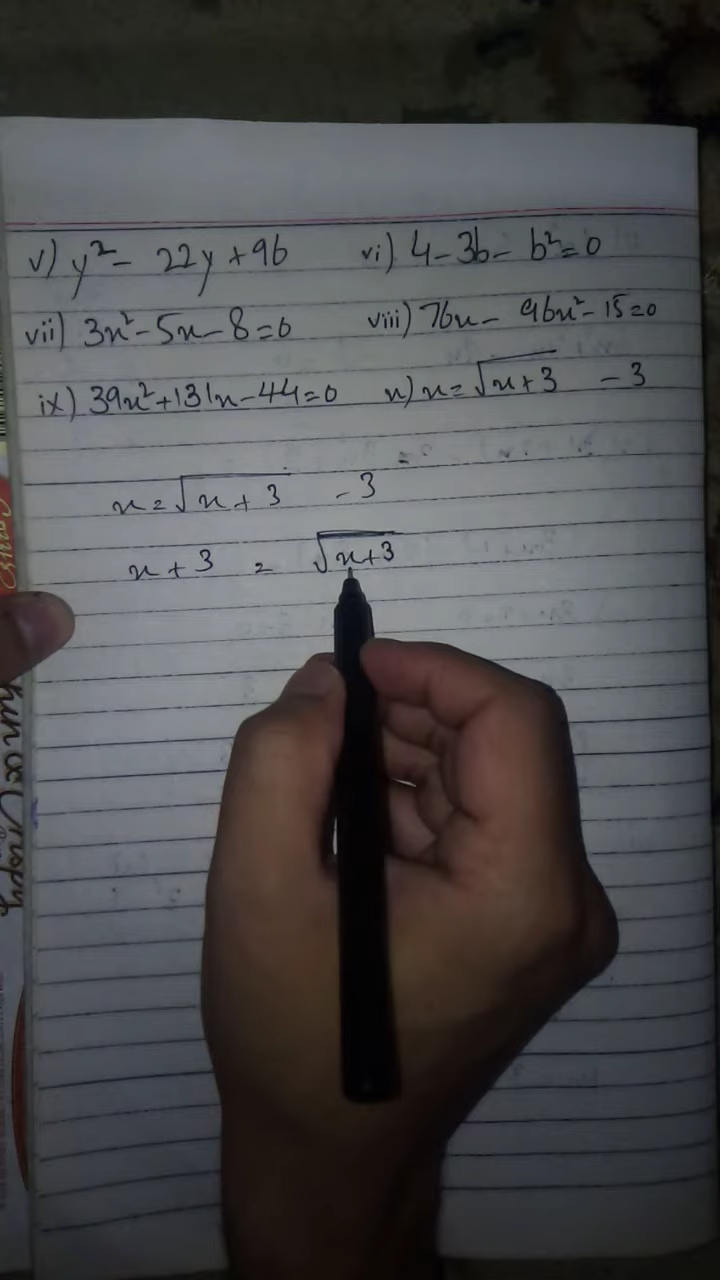 v) y² - 22y + 96 vi) 4 - 3b - b² = 0
vii) 3x² - 5x - 8 = 0 viii) 76x - 96x² - 15 = 0
ix) 39x² + 131x - 44 = 0 x) x = √(x + 3) - 3
x = √(x + 3) - 3
x + 3 = √(x + 3)